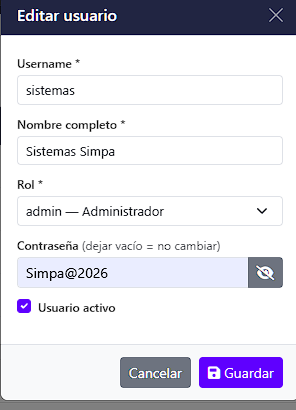 Editar usuario
Username *
sistemas
Nombre completo *
Sistemas Simpa
Rol *
admin — Administrador
Contraseña (dejar vacío = no cambiar)
Simpa@2026
Usuario activo
Cancelar
Guardar